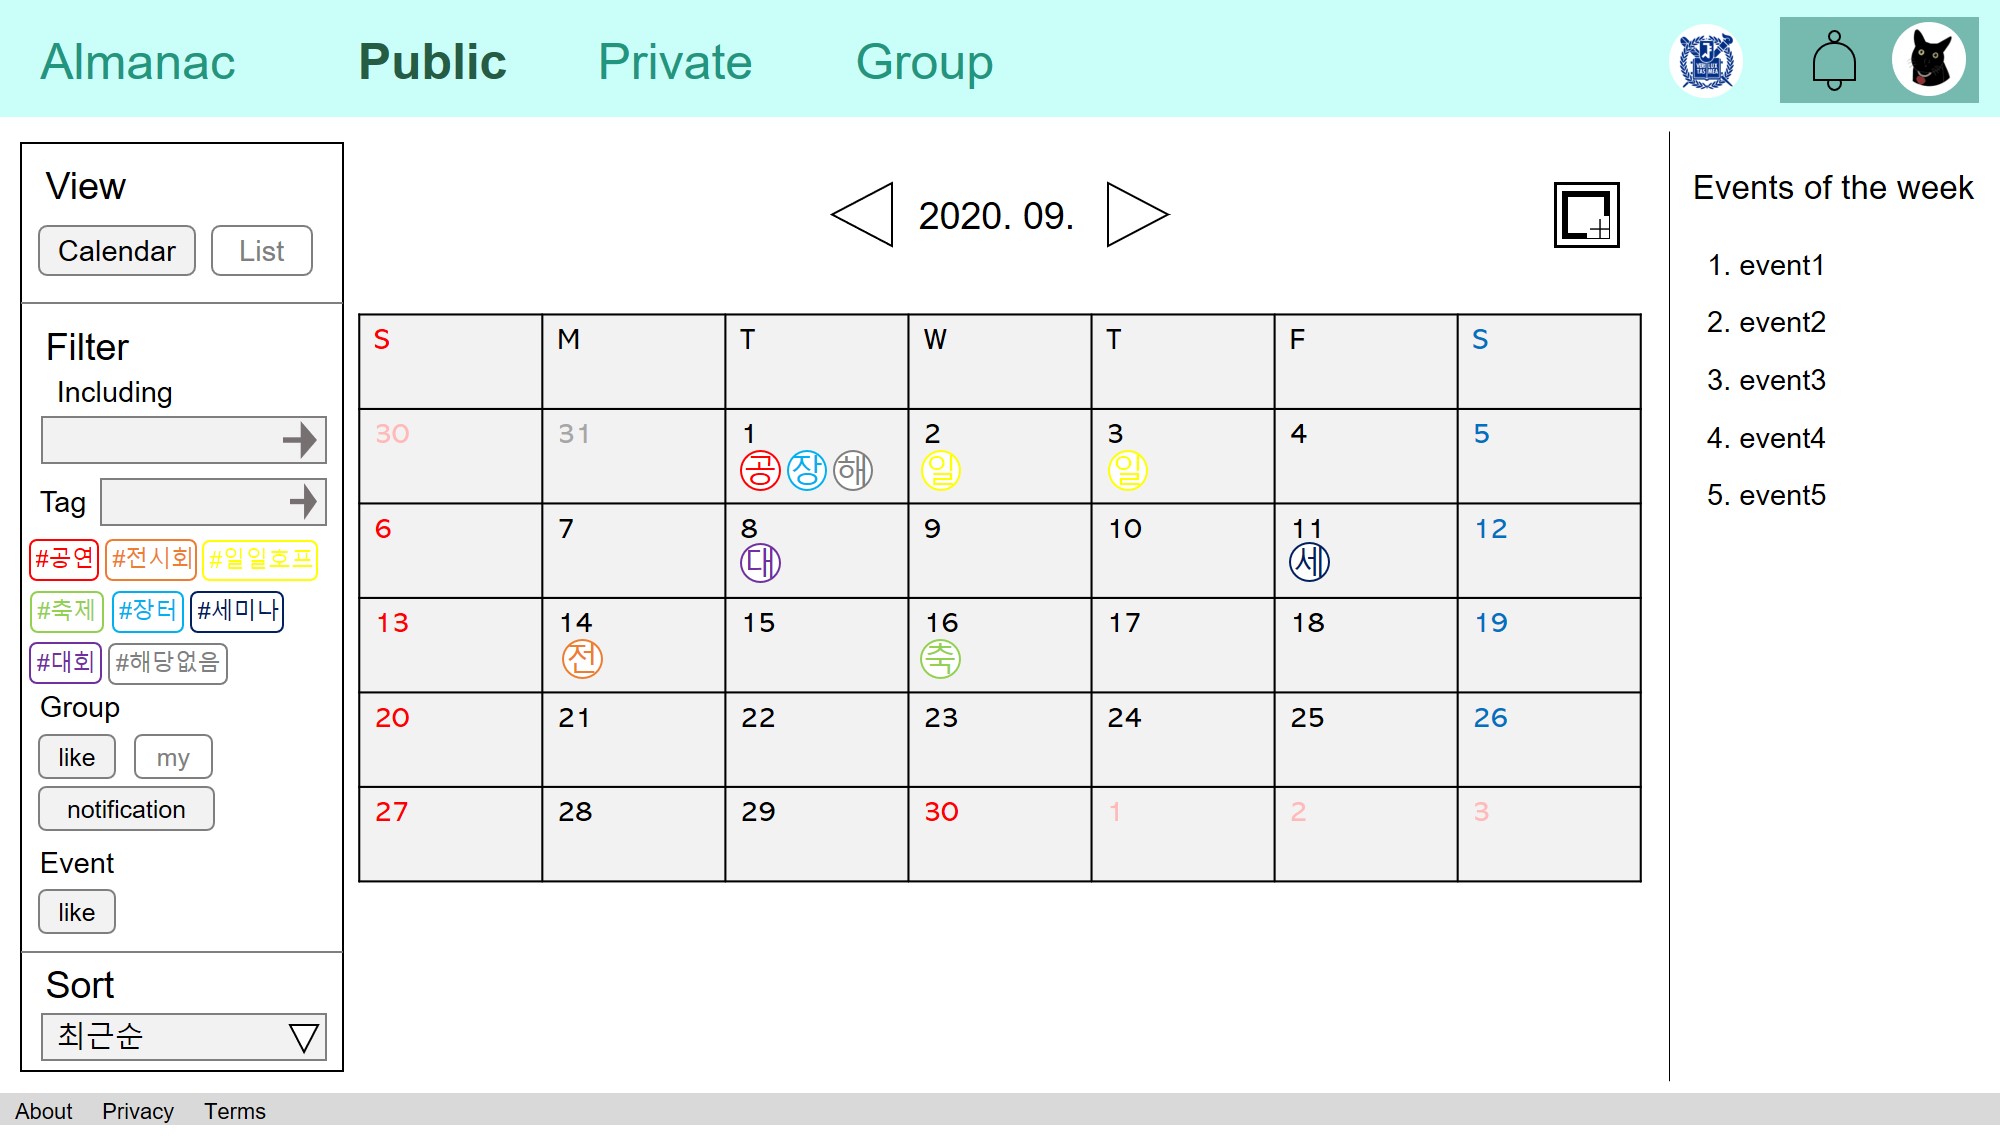 Almanac Public Private Group
View
Calendar List
Filter
Including
Tag
#공연 #전시회 #일일호프
#축제 #장터 #세미나
#대회 #해당없음
Group
like my
notification
Event
like
Sort
최근순
2020. 09.
S M T W T F S
30 31 1 2 3 4 5
공 장 해 일 일
6 7 8 9 10 11 12
대 세
13 14 15 16 17 18 19
전 축
20 21 22 23 24 25 26
27 28 29 30 1 2 3
Events of the week
1. event1
2. event2
3. event3
4. event4
5. event5
About Privacy Terms